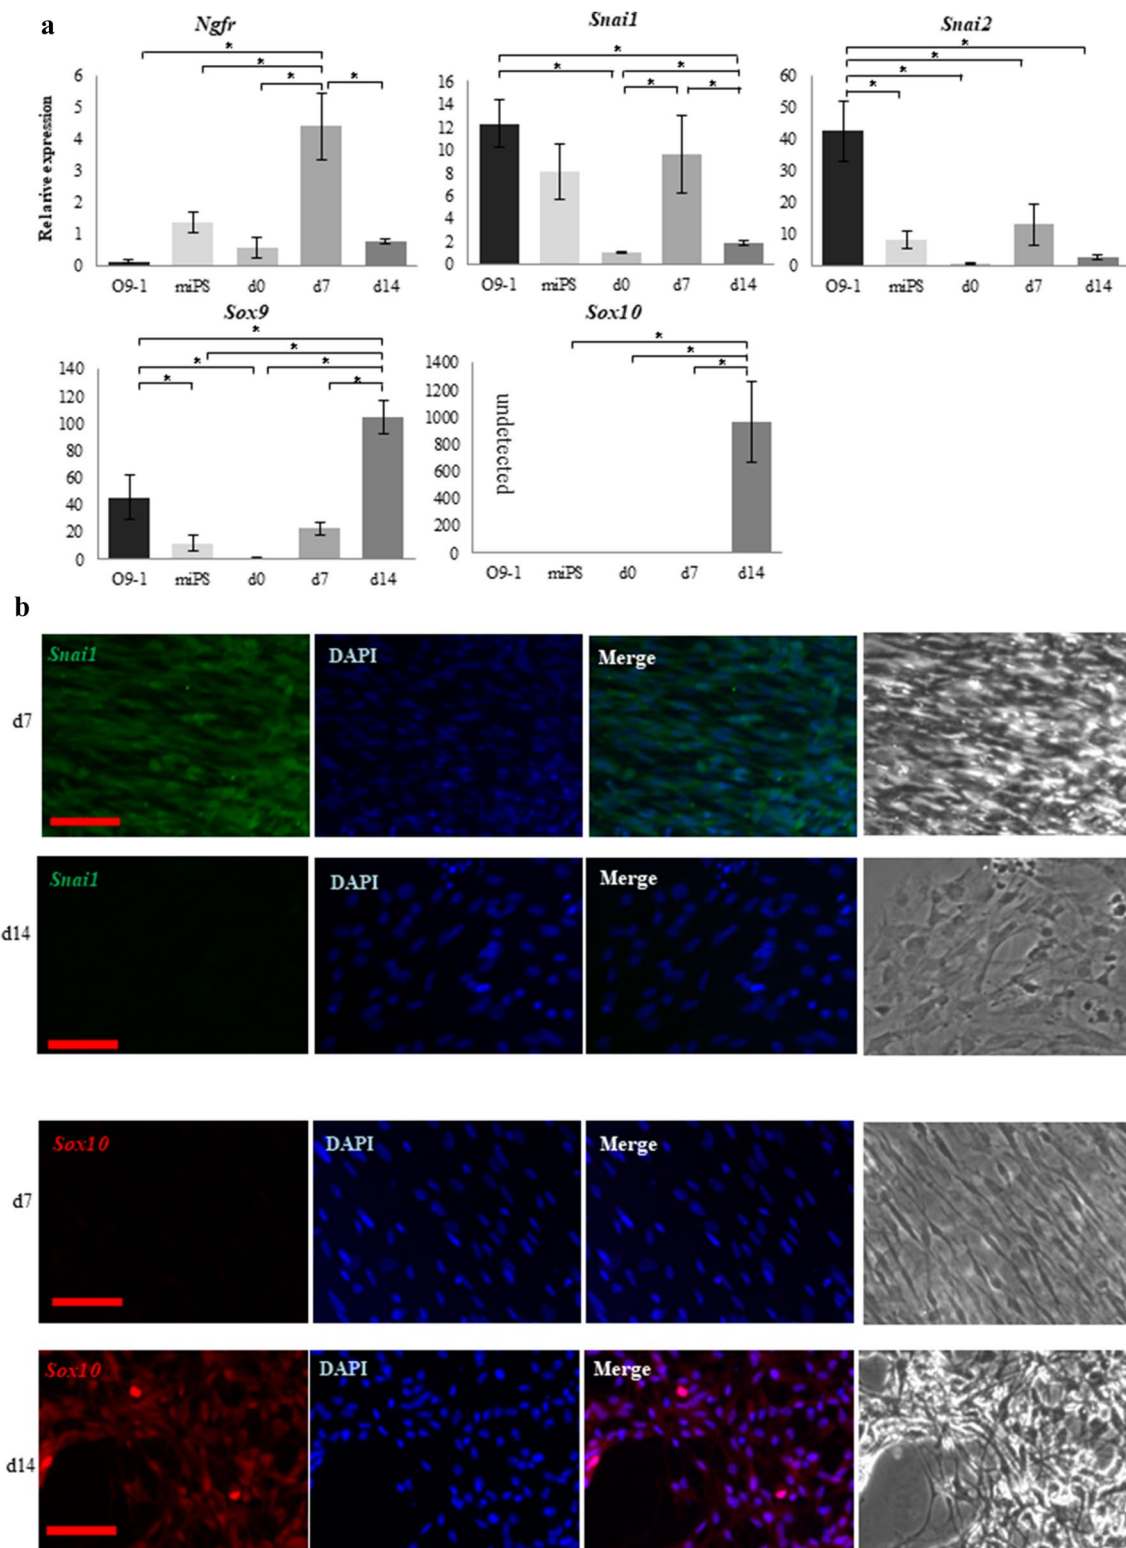 a
Ngfr
Snai1
Snai2
* * * *
* * * * *
* * * *
Relative expression
6
5
4
3
2
1
0
O9-1 miPS d0 d7 d14
16
14
12
10
8
6
4
2
0
O9-1 miPS d0 d7 d14
60
50
40
30
20
10
0
O9-1 miPS d0 d7 d14
Sox9
* * * * * *
140
120
100
80
60
40
20
0
O9-1 miPS d0 d7 d14
Sox10
* * *
1400
1200
1000
800
600
400
200
0
undetected
O9-1 miPS d0 d7 d14
b
d7
Snai1 DAPI Merge
d14
Snai1 DAPI Merge
d7
Sox10 DAPI Merge
d14
Sox10 DAPI Merge